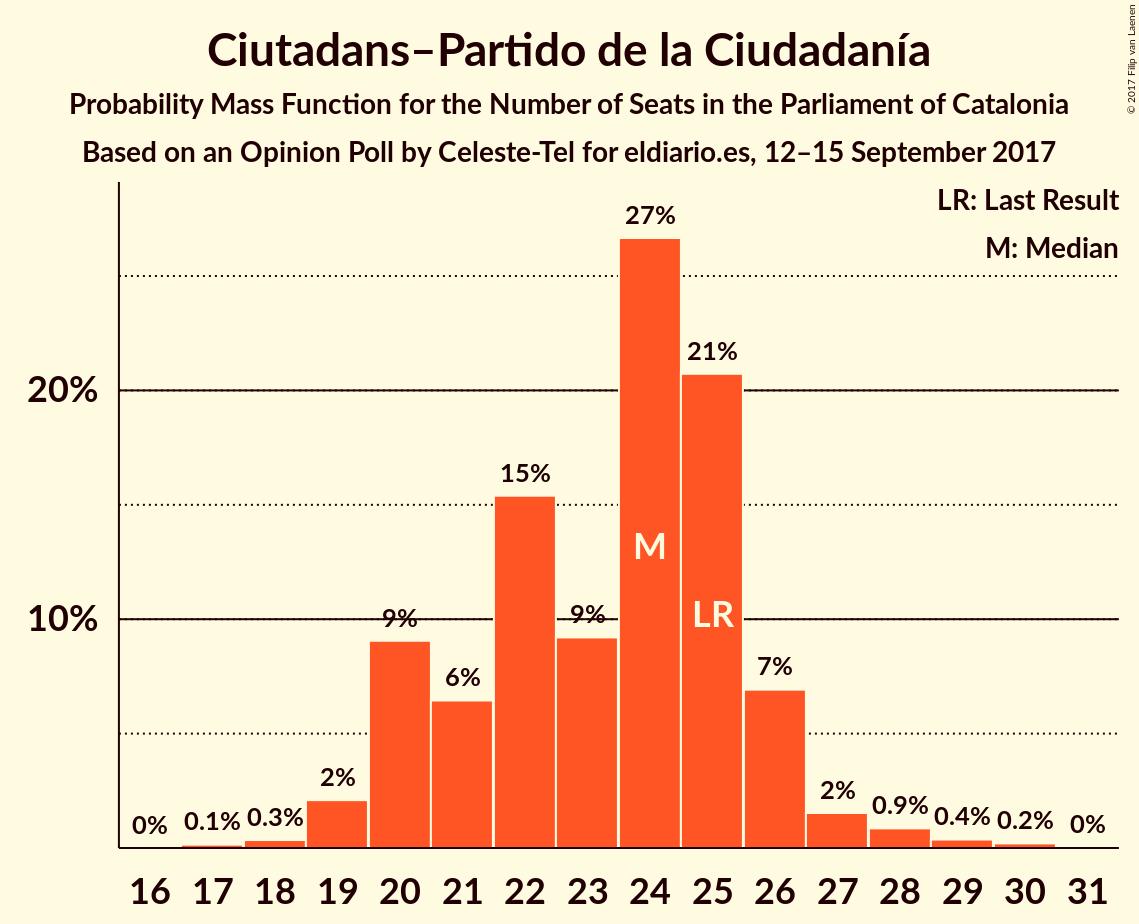 Ciutadans–Partido de la Ciudadanía
Probability Mass Function for the Number of Seats in the Parliament of Catalonia
Based on an Opinion Poll by Celeste-Tel for eldiario.es, 12–15 September 2017
© 2017 Filip van Laenen
LR: Last Result
M: Median
20%
10%
0% 0.1% 0.3% 2% 9% 6% 15% 9% 27% 21% 7% 2% 0.9% 0.4% 0.2% 0%
M
LR
16 17 18 19 20 21 22 23 24 25 26 27 28 29 30 31